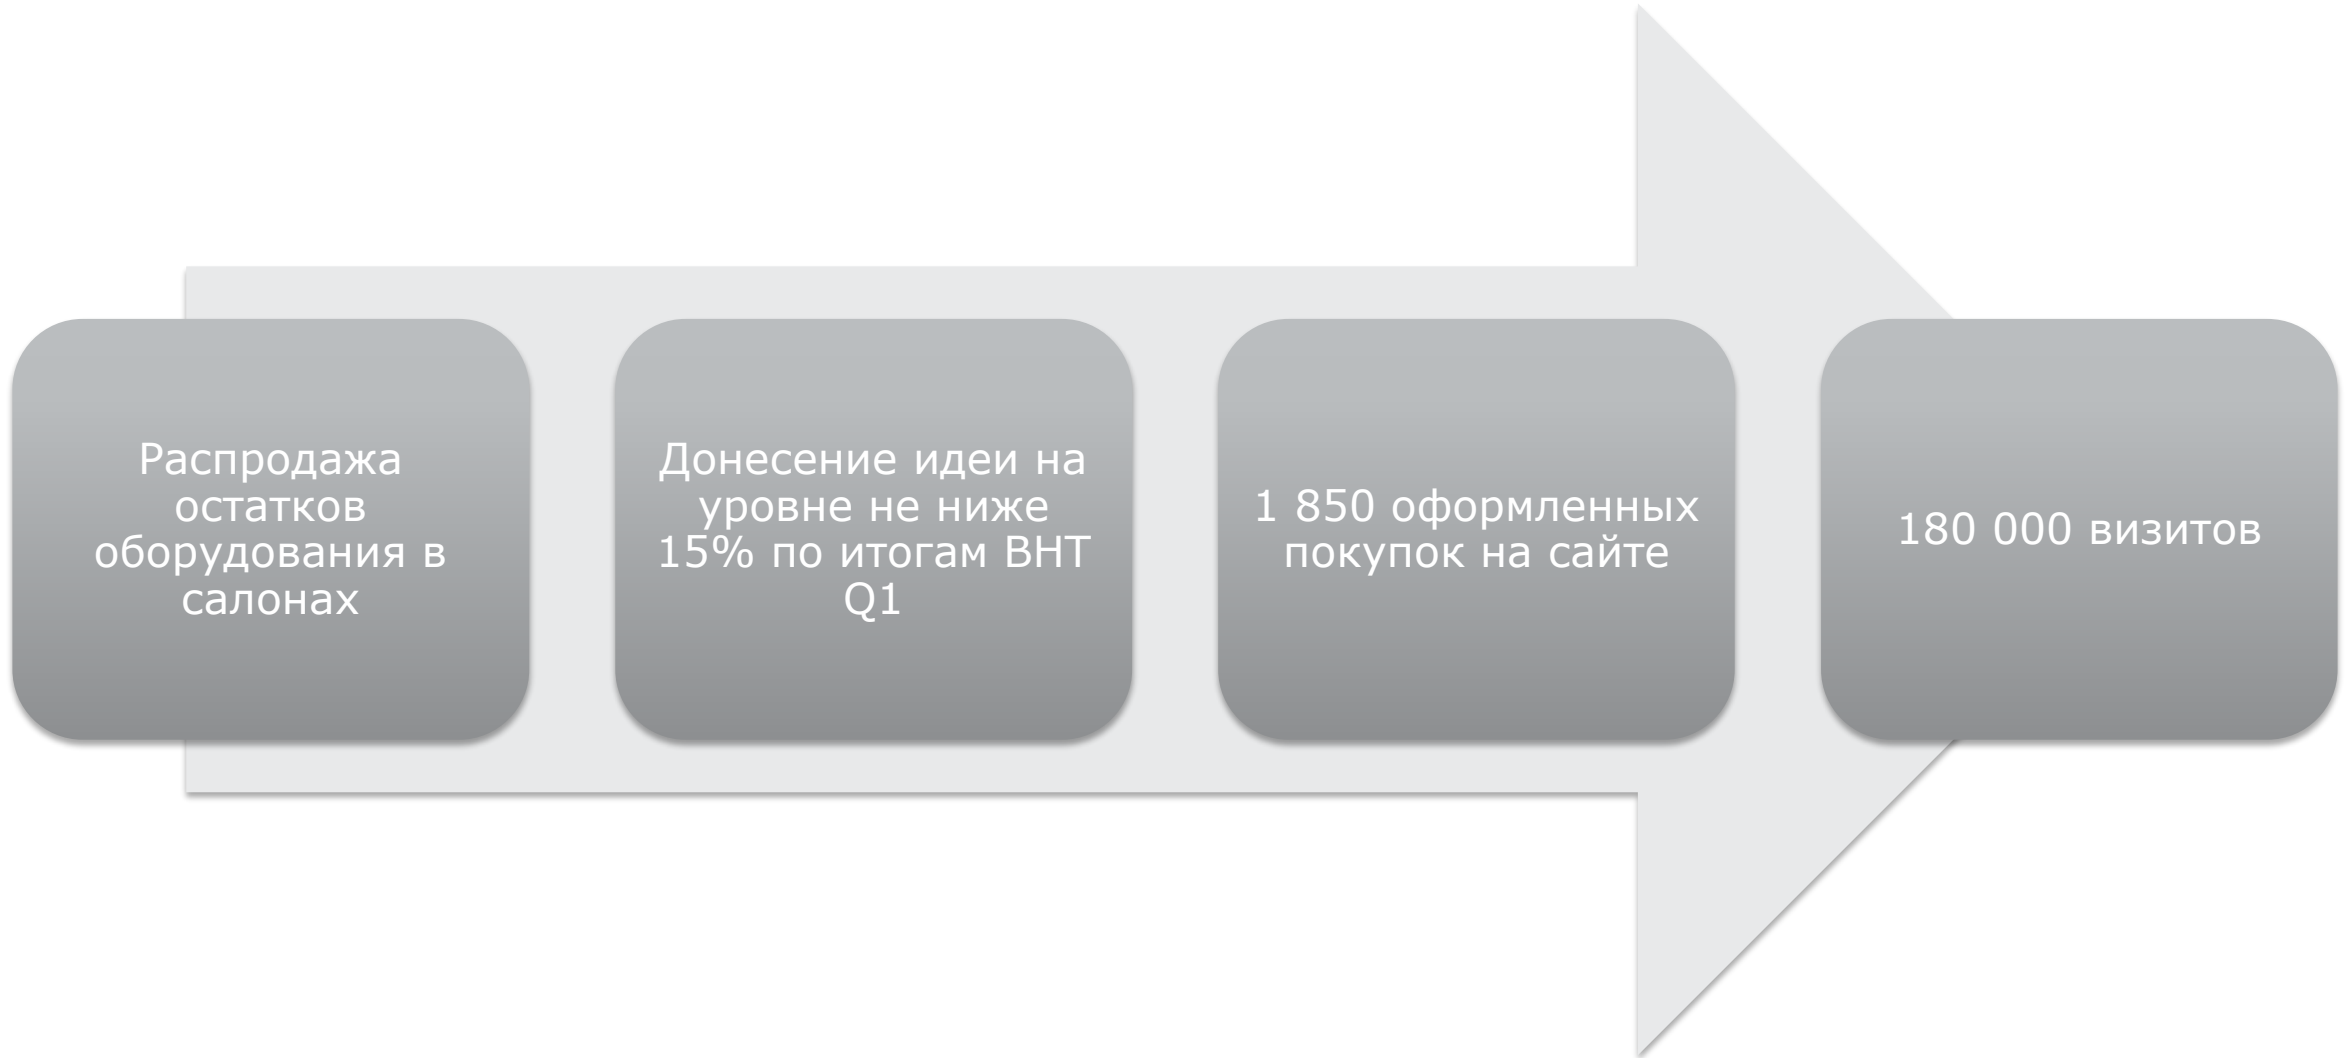 Распродажа
остатков
оборудования в
салонах
Донесение идеи на
уровне не ниже
15% по итогам BHT
Q1
1 850 оформленных
покупок на сайте
180 000 визитов